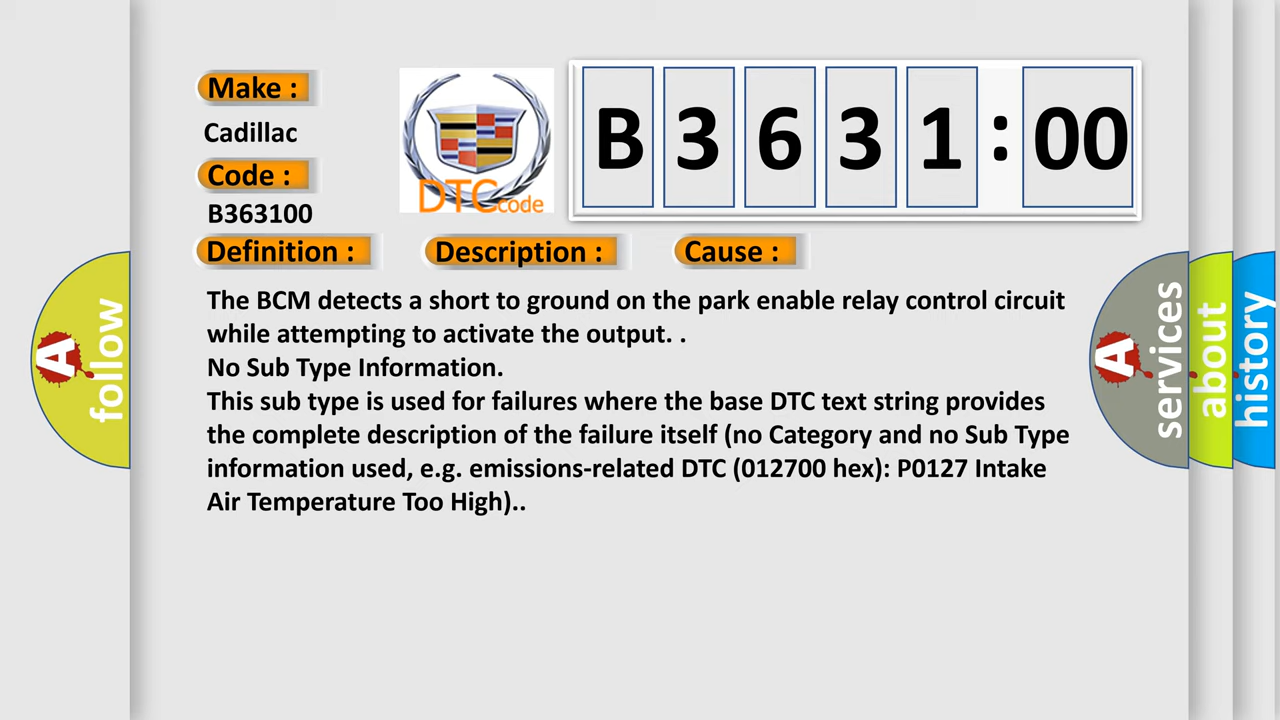 A follow
Make :
Cadillac
Code :
B363100
DTCcode
B3631:00
Definition :
Description :
Cause :
The BCM detects a short to ground on the park enable relay control circuit
while attempting to activate the output. .
No Sub Type Information.
This sub type is used for failures where the base DTC text string provides
the complete description of the failure itself (no Category and no Sub Type
information used, e.g. emissions-related DTC (012700 hex): P0127 Intake
Air Temperature Too High)..
A services
about
history